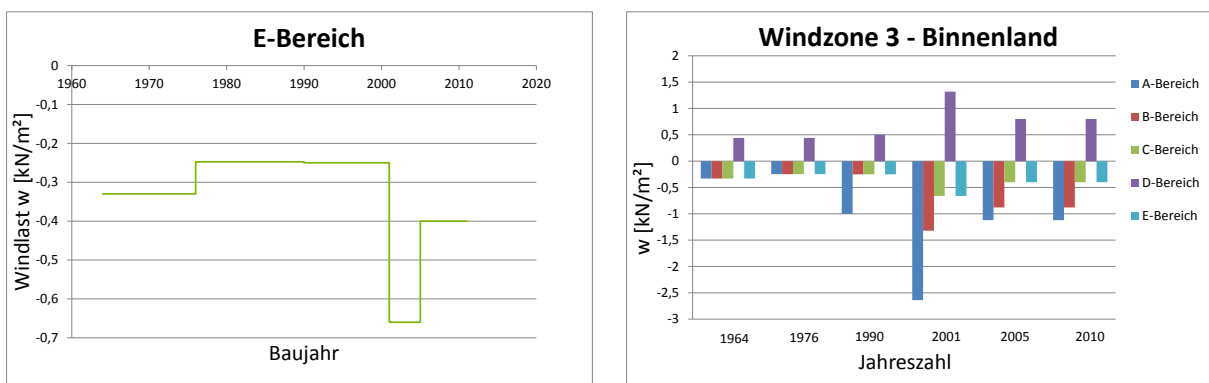 E-Bereich
0
1960 1970 1980 1990 2000 2010 2020
-0,1
-0,2
-0,3
-0,4
-0,5
-0,6
-0,7
Windlast w [kN/m²]
Baujahr
Windzone 3 - Binnenland
2
1,5
1
0,5
0
-0,5
-1
-1,5
-2
-2,5
-3
w [kN/m²]
1964 1976 1990 2001 2005 2010
Jahreszahl
A-Bereich
B-Bereich
C-Bereich
D-Bereich
E-Bereich